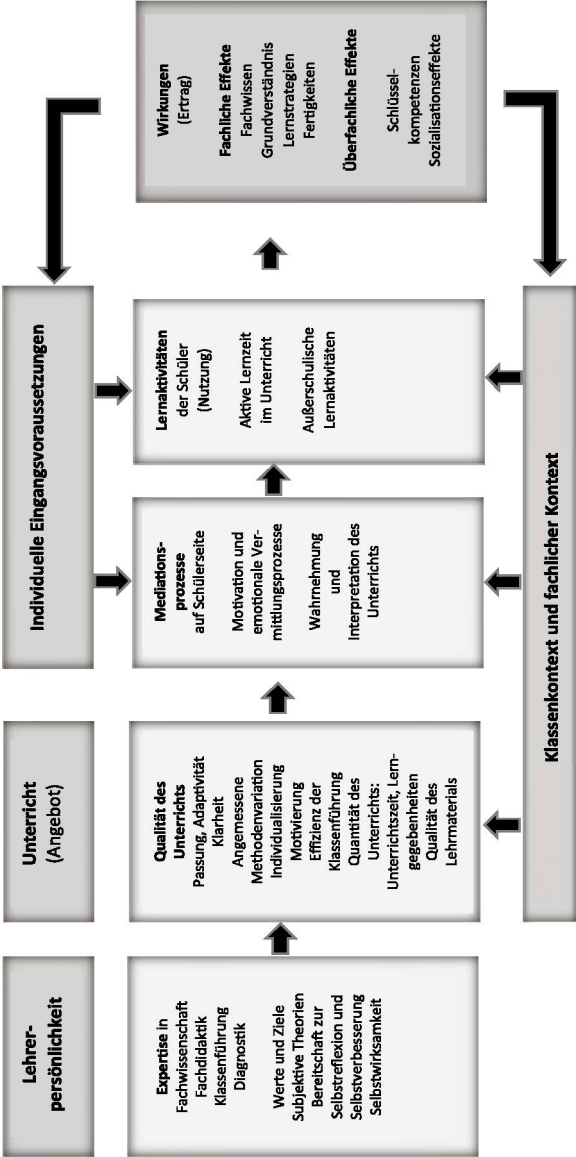 Lehrer-
persönlichkeit
Expertise in
Fachwissenschaft
Fachdidaktik
Klassenführung
Diagnostik
Werte und Ziele
Subjektive Theorien
Bereitschaft zur
Selbstreflexion und
Selbstverbesserung
Selbstwirksamkeit
Unterricht
(Angebot)
Qualität des
Unterrichts
Passung, Adaptivität
Klarheit
Angemessene
Methodenvariation
Individualisierung
Motivierung
Effizienz der
Klassenführung
Quantität des
Unterrichts:
Unterrichtszeit, Lern-
gegebenheiten
Qualität des
Lehrmaterials
Individuelle Eingangsvoraussetzungen
Mediations-
prozesse
auf Schülerseite
Motivation und
emotionale Ver-
mittlungsprozesse
Wahrnehmung
und
Interpretation des
Unterrichts
Lernaktivitäten
der Schüler
(Nutzung)
Aktive Lernzeit
im Unterricht
Außerschulische
Lernaktivitäten
Wirkungen
(Ertrag)
Fachliche Effekte
Fachwissen
Grundverständnis
Lernstrategien
Fertigkeiten
Überfachliche Effekte
Schlüssel-
kompetenzen
Sozialisationseffekte
Klassenkontext und fachlicher Kontext